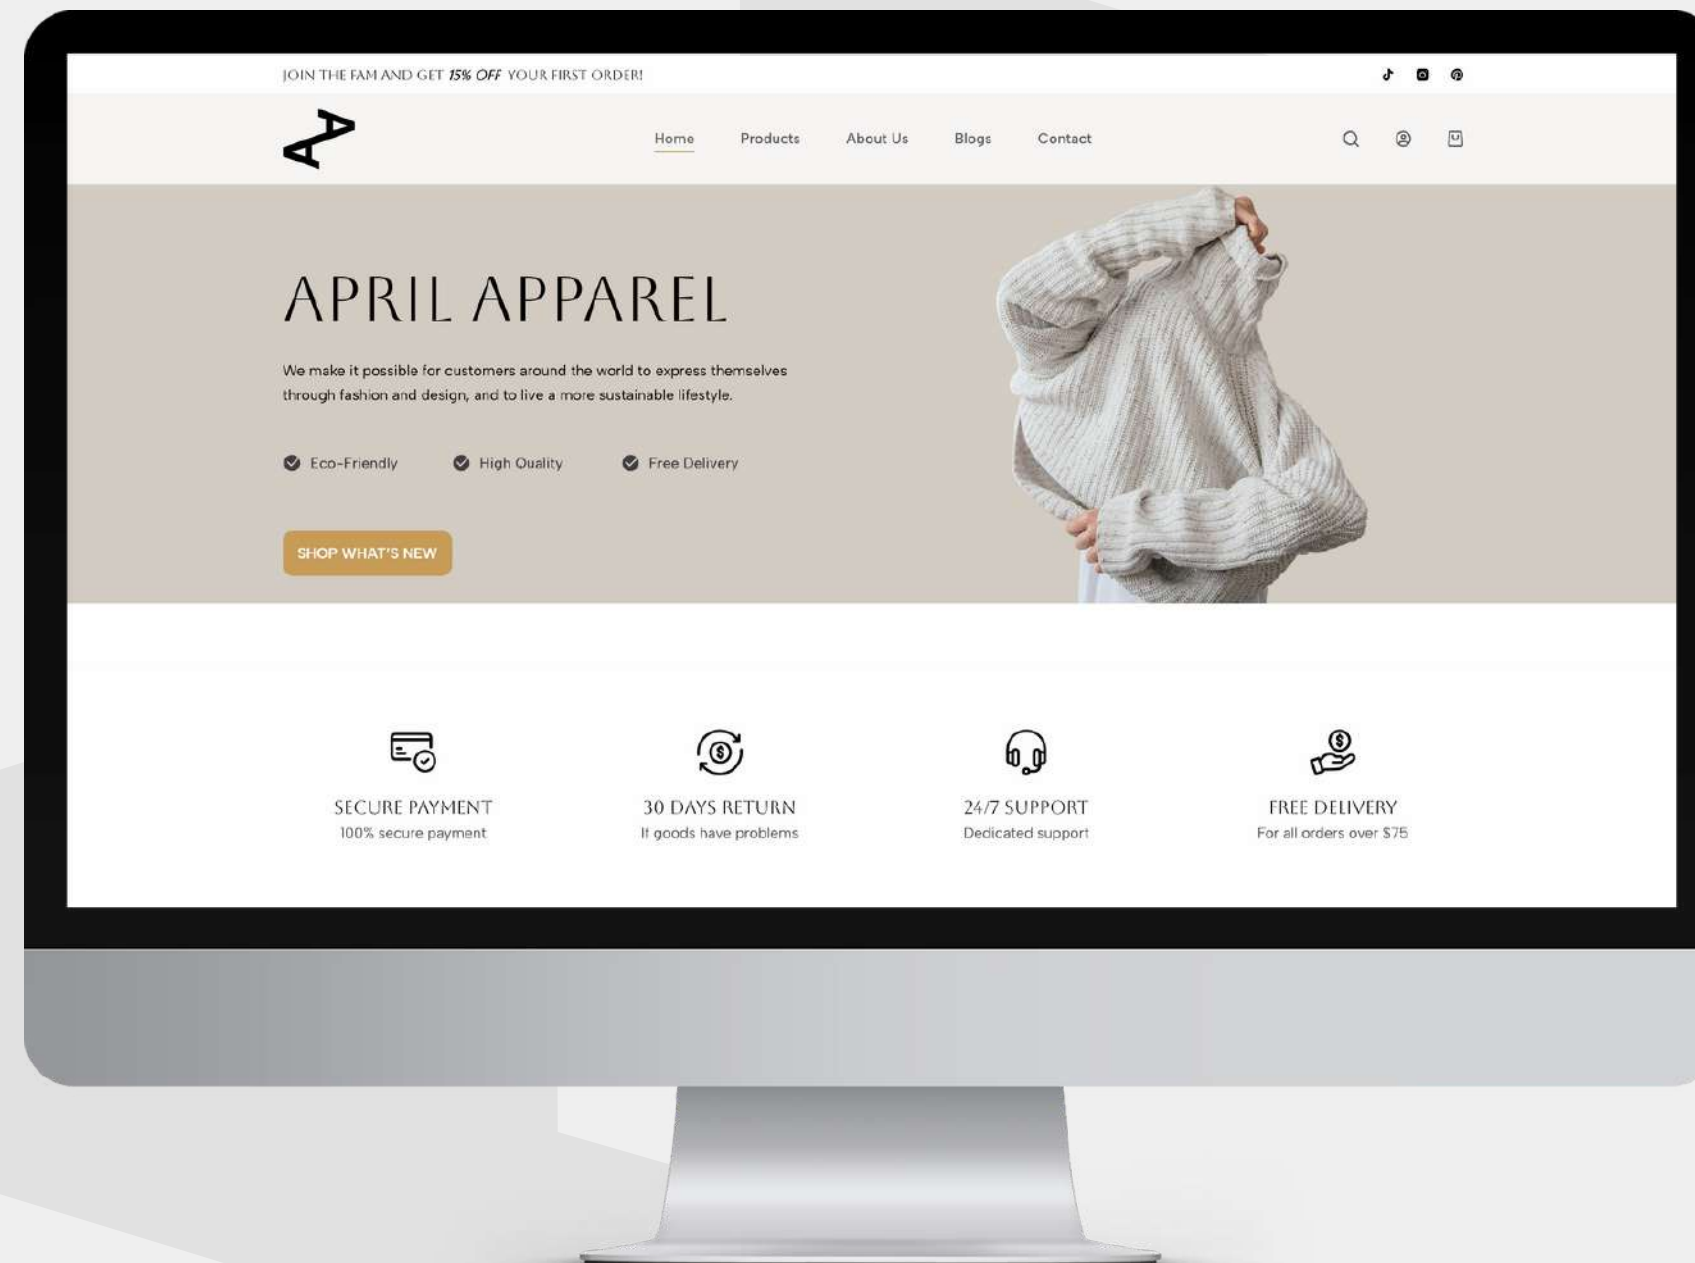 JOIN THE FAM AND GET 15% OFF YOUR FIRST ORDER!
AA
Home Products About Us Blogs Contact
APRIL APPAREL
We make it possible for customers around the world to express themselves
through fashion and design, and to live a more sustainable lifestyle.
Eco-Friendly High Quality Free Delivery
SHOP WHAT'S NEW
SECURE PAYMENT
100% secure payment
30 DAYS RETURN
If goods have problems
24/7 SUPPORT
Dedicated support
FREE DELIVERY
For all orders over $75